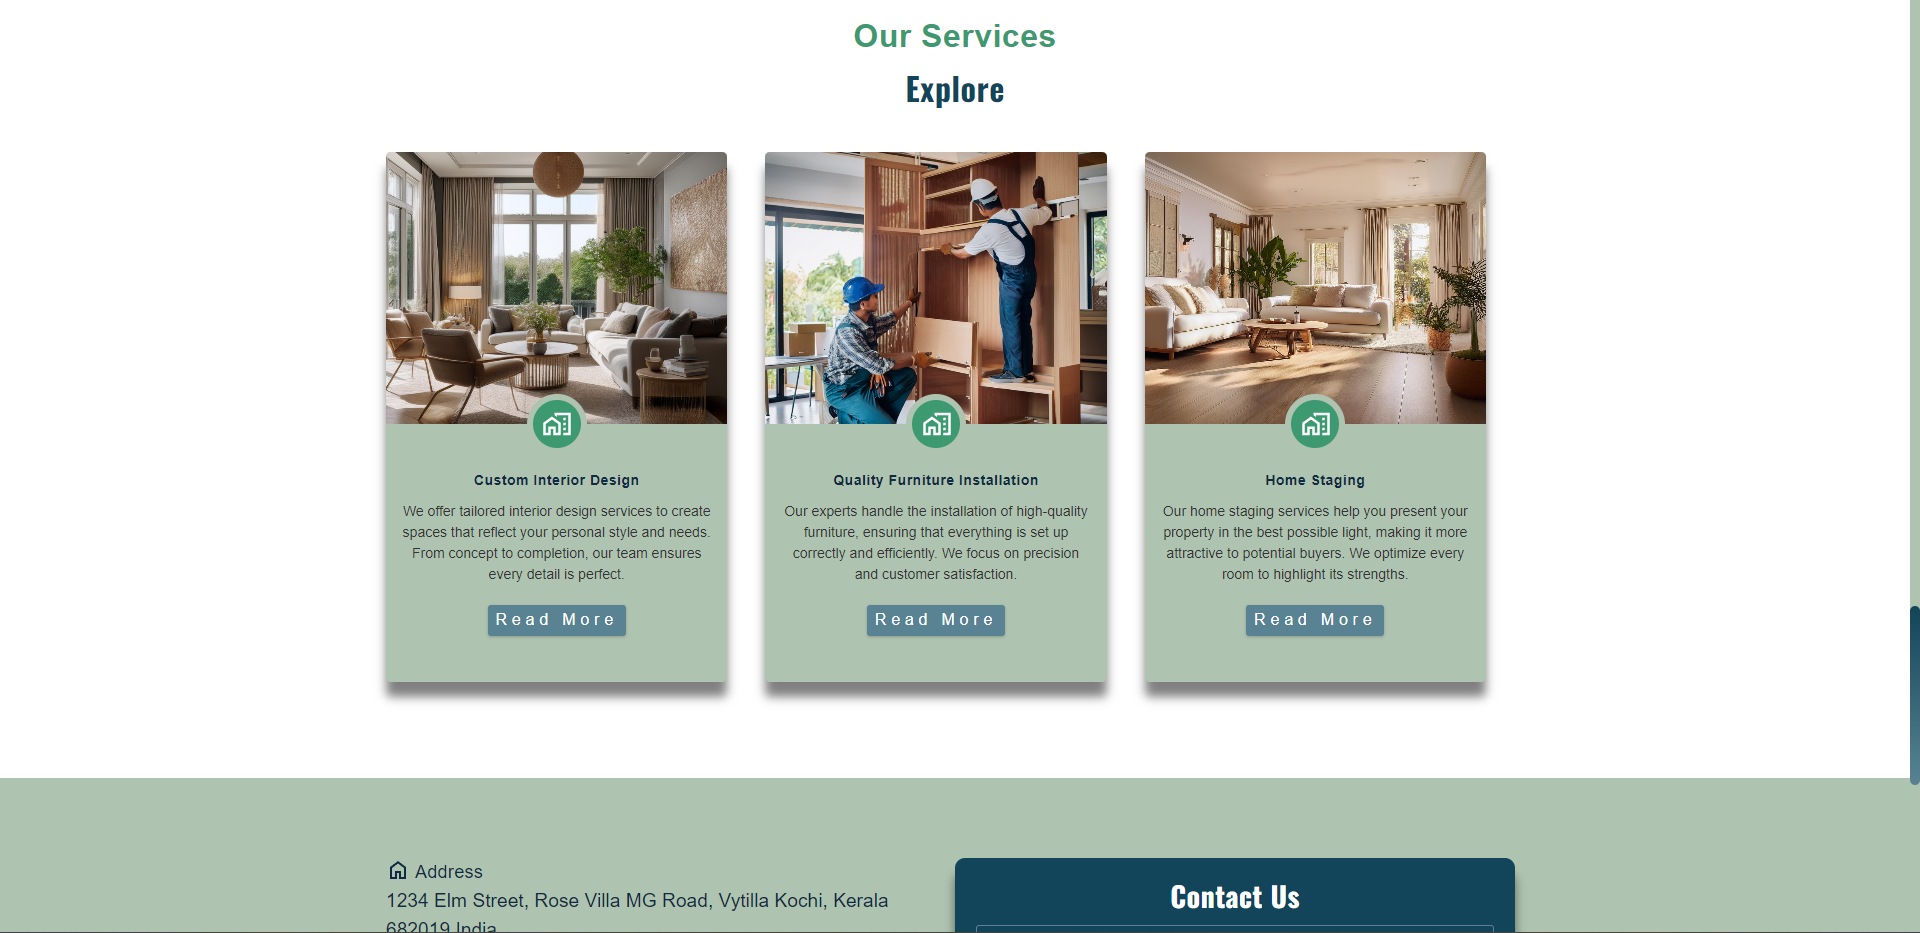 Our Services
Explore
Custom Interior Design
We offer tailored interior design services to create
spaces that reflect your personal style and needs.
From concept to completion, our team ensures
every detail is perfect.
Read More
Quality Furniture Installation
Our experts handle the installation of high-quality
furniture, ensuring that everything is set up
correctly and efficiently. We focus on precision
and customer satisfaction.
Read More
Home Staging
Our home staging services help you present your
property in the best possible light, making it more
attractive to potential buyers. We optimize every
room to highlight its strengths.
Read More
Address
1234 Elm Street, Rose Villa MG Road, Vytilla Kochi, Kerala
682019 India
Contact Us